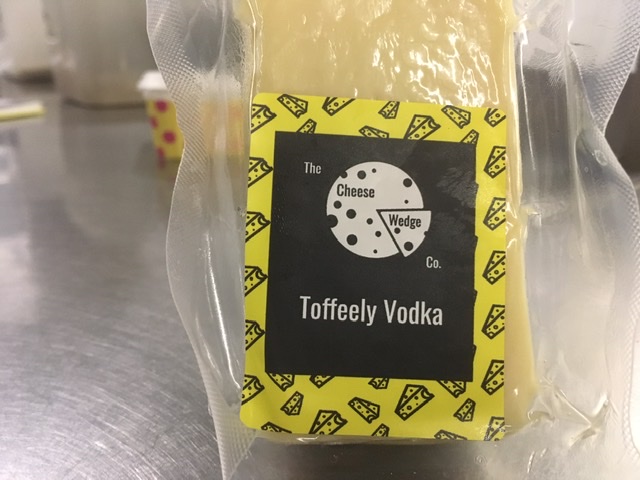 The
Cheese
Wedge
Co.
Toffeely Vodka